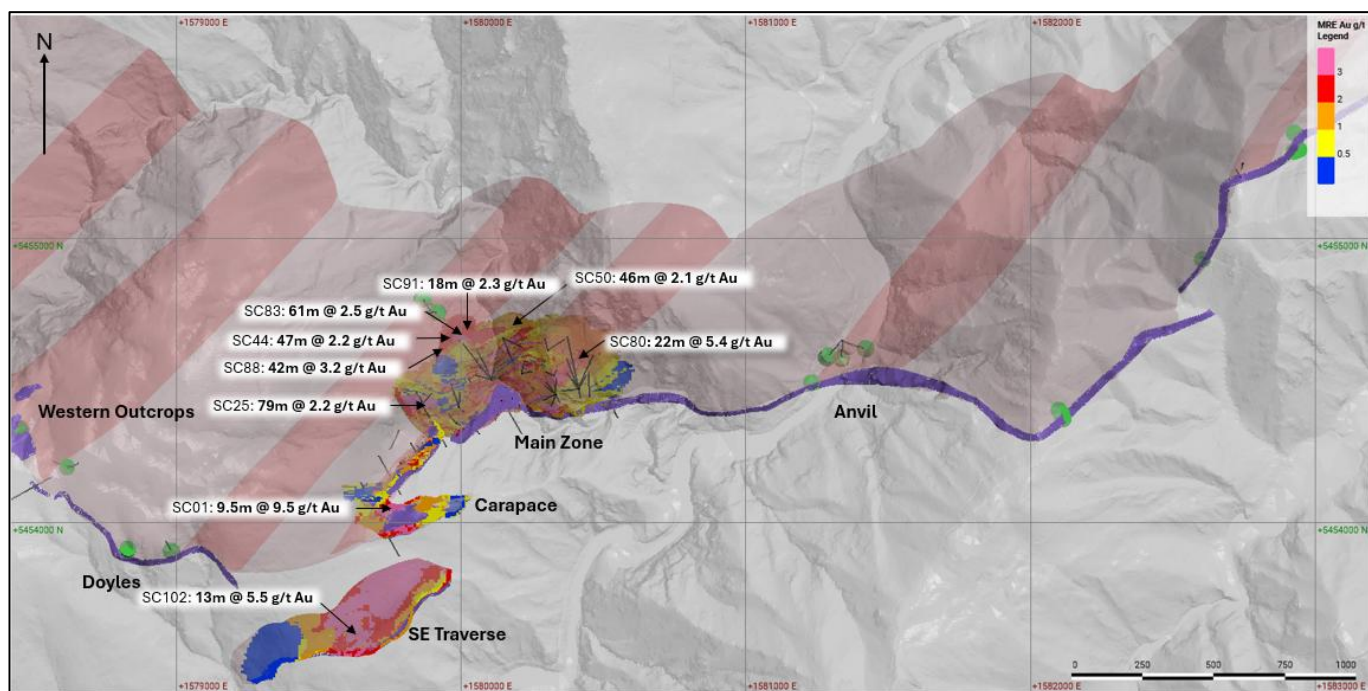 +1579000 E
+1580000 E
+1581000 E
+1582000 E
MRE Au g/t
Legend
N
3
2
1
0.5
+5455000 N
+5455000 N
SC91: 18m @ 2.3 g/t Au
SC50: 46m @ 2.1 g/t Au
SC83: 61m @ 2.5 g/t Au
SC44: 47m @ 2.2 g/t Au
SC80: 22m @ 5.4 g/t Au
SC88: 42m @ 3.2 g/t Au
SC25: 79m @ 2.2 g/t Au
Western Outcrops
Anvil
Main Zone
SC01: 9.5m @ 9.5 g/t Au
Carapace
+5454000 N
+5454000 N
Doyles
SC102: 13m @ 5.5 g/t Au
SE Traverse
0 250 500 750 1000
+1579000 E
+1580000 E
+1581000 E
+1582000 E
+1583000 E